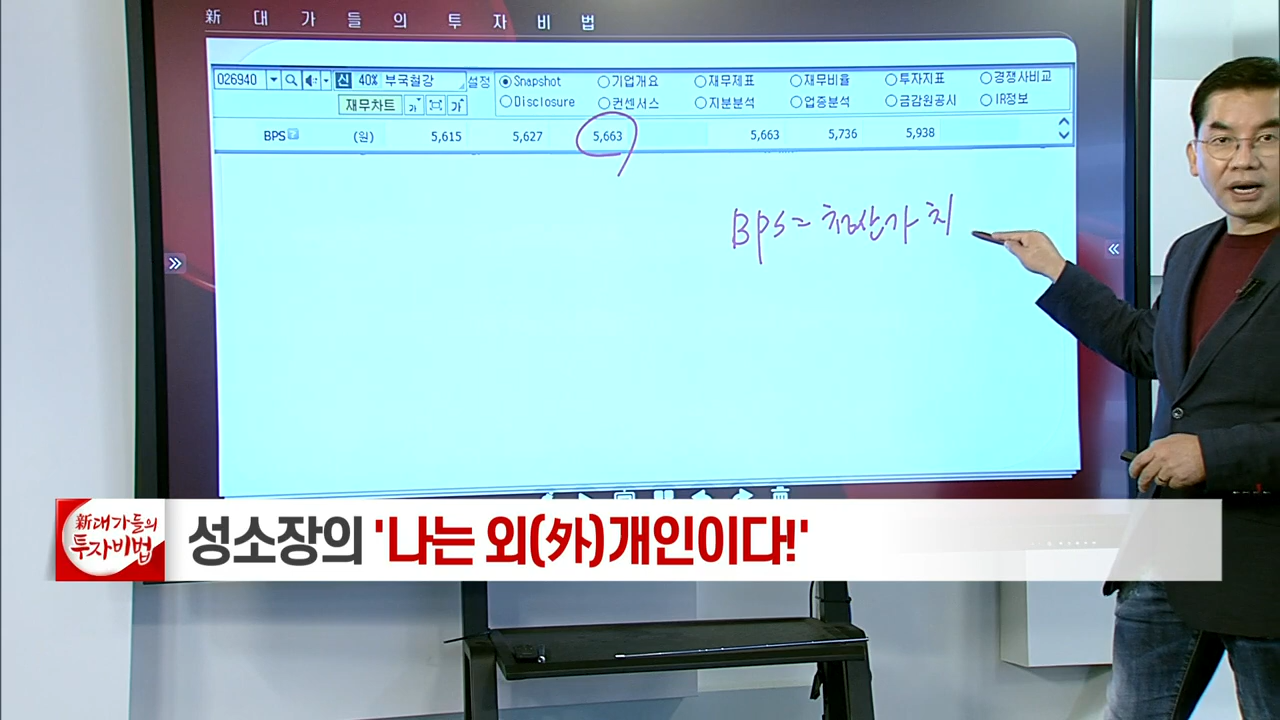 新 대 가 들 의 투 자 비 법
026940 신 40% 부국철강 설정 Snapshot 기업개요 재무제표 재무비율 투자지표 경쟁사비교
재무차트 가 가 Disclosure 컨센서스 지분분석 업종분석 금감원공시 IR정보
BPS (원) 5,615 5,627 5,663 5,663 5,736 5,938
BPS = 청산가치
新대가들의
투자비법
성소장의 '나는 외(外)개인이다!'